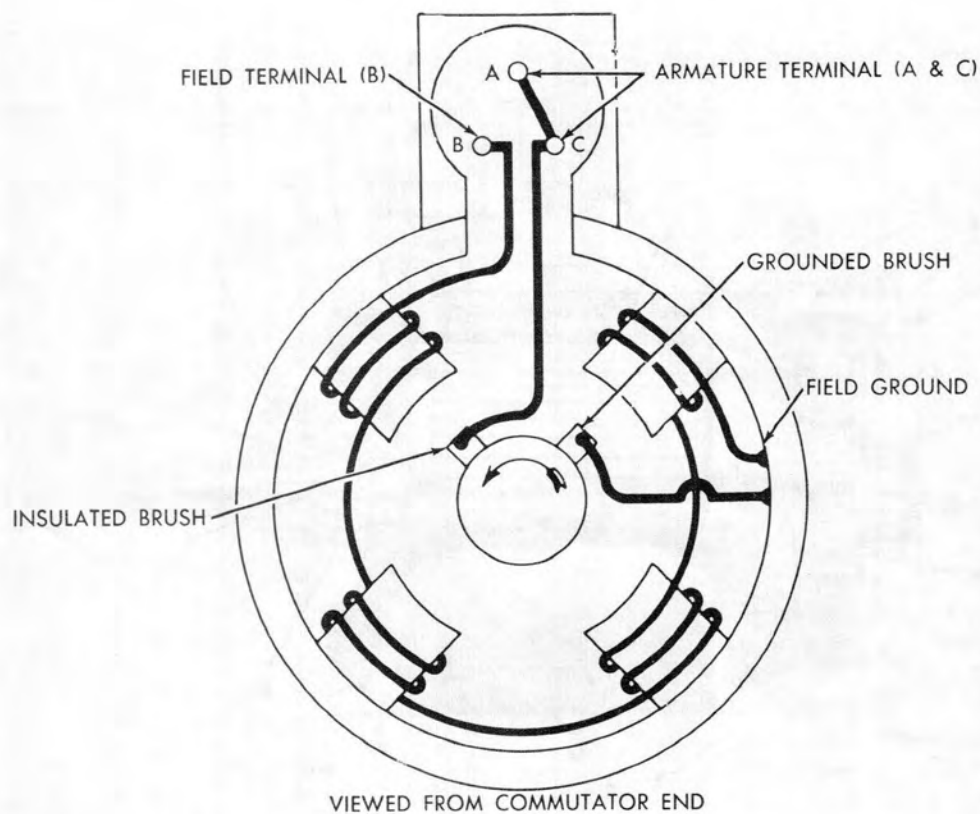 FIELD TERMINAL (B)
A
ARMATURE TERMINAL (A & C)
B
C
GROUNDED BRUSH
FIELD GROUND
INSULATED BRUSH
VIEWED FROM COMMUTATOR END